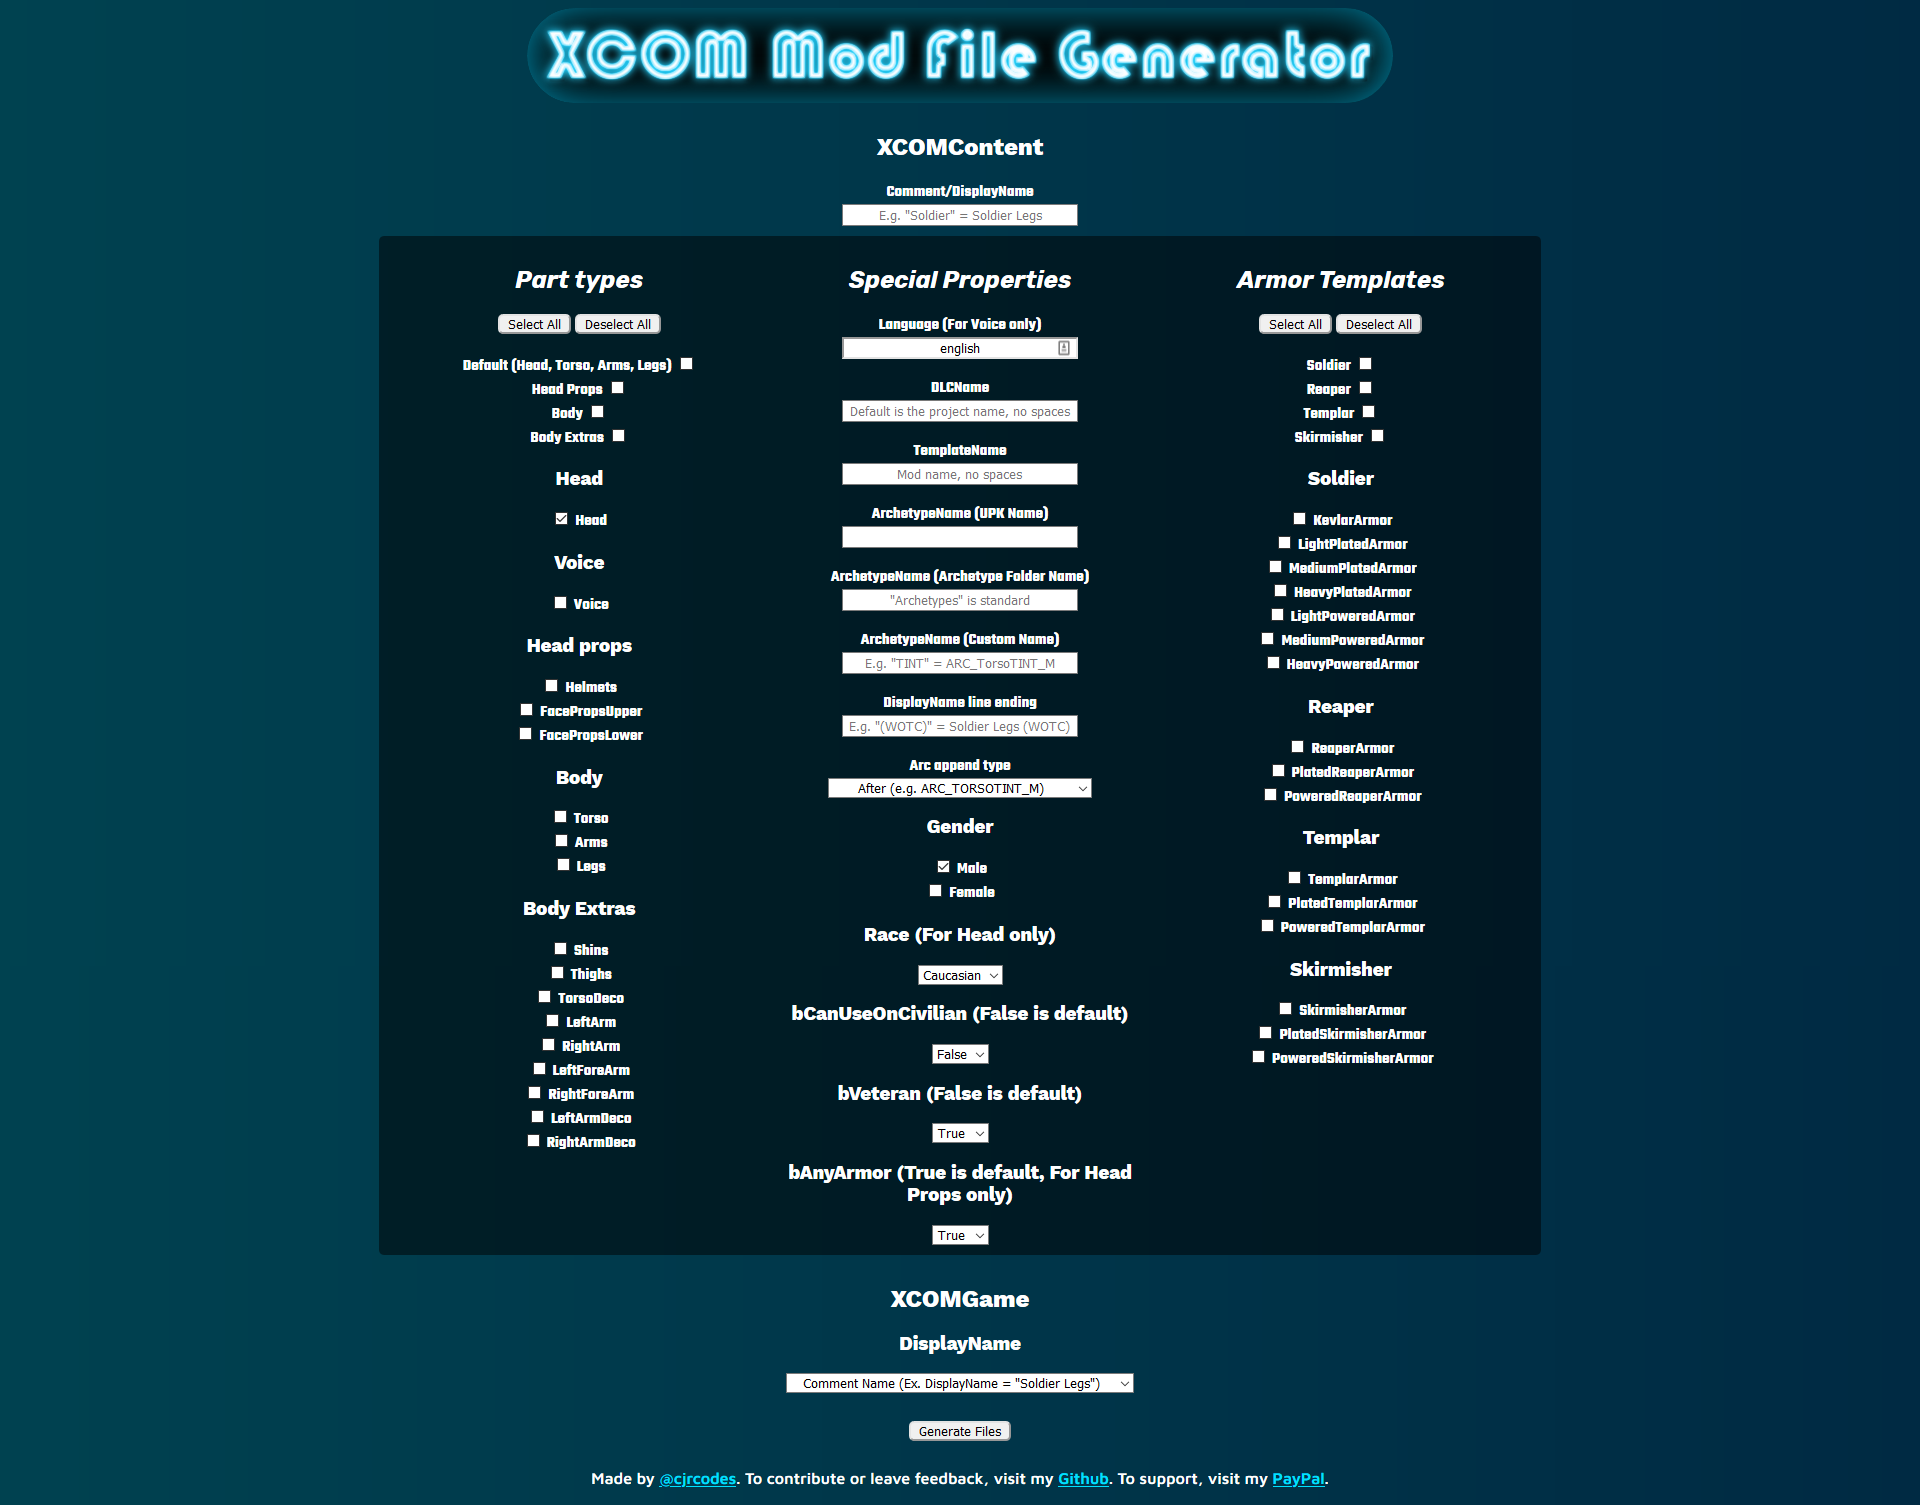 XCOM Mod File Generator
XCOMContent
Comment/DisplayName
E.g. "Soldier" = Soldier Legs
Part types
Select All Deselect All
Default (Head, Torso, Arms, Legs)
Head Props
Body
Body Extras
Head
Head
Voice
Voice
Head props
Helmets
FacePropsUpper
FacePropsLower
Body
Torso
Arms
Legs
Body Extras
Shins
Thighs
TorsoDeco
LeftArm
RightArm
LeftForeArm
RightForeArm
LeftArmDeco
RightArmDeco
Special Properties
Language (For Voice only)
english
DLCName
Default is the project name, no spaces
TemplateName
Mod name, no spaces
ArchetypeName (UPK Name)
ArchetypeName (Archetype Folder Name)
"Archetypes" is standard
ArchetypeName (Custom Name)
E.g. "TINT" = ARC_TorsoTINT_M
DisplayName line ending
E.g. "(WOTC)" = Soldier Legs (WOTC)
Arc append type
After (e.g. ARC_TORSOTINT_M)
Gender
Male
Female
Race (For Head only)
Caucasian
bCanUseOnCivilian (False is default)
False
bVeteran (False is default)
True
bAnyArmor (True is default, For Head
Props only)
True
Armor Templates
Select All Deselect All
Soldier
Reaper
Templar
Skirmisher
Soldier
KevlarArmor
LightPlatedArmor
MediumPlatedArmor
HeavyPlatedArmor
LightPoweredArmor
MediumPoweredArmor
HeavyPoweredArmor
Reaper
ReaperArmor
PlatedReaperArmor
PoweredReaperArmor
Templar
TemplarArmor
PlatedTemplarArmor
PoweredTemplarArmor
Skirmisher
SkirmisherArmor
PlatedSkirmisherArmor
PoweredSkirmisherArmor
XCOMGame
DisplayName
Comment Name (Ex. DisplayName = "Soldier Legs")
Generate Files
Made by @cjrcodes. To contribute or leave feedback, visit my Github. To support, visit my PayPal.